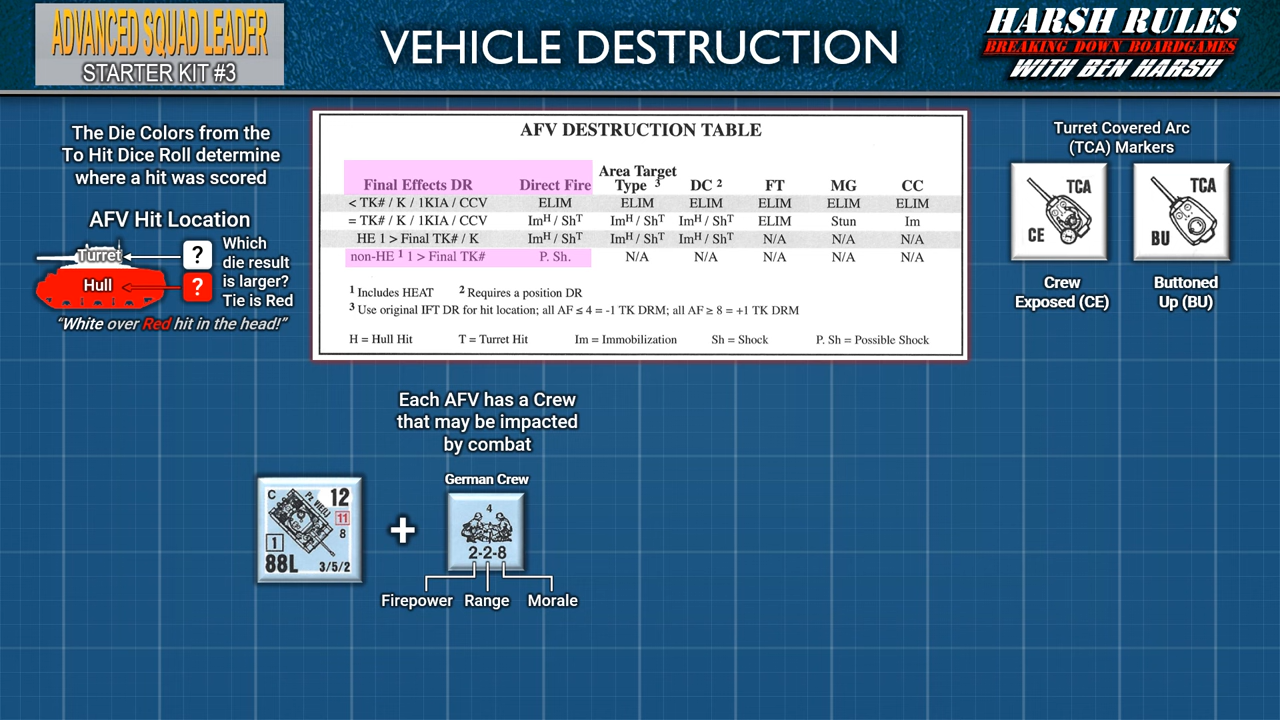 ADVANCED SQUAD LEADER
STARTER KIT #3
VEHICLE DESTRUCTION
HARSH RULES
BREAKING DOWN BOARDGAMES
WITH BEN HARSH
The Die Colors from the
To Hit Dice Roll determine
where a hit was scored
AFV Hit Location
Turret
?
Hull
?
Which
die result
is larger?
Tie is Red
“White over Red hit in the head!”
AFV DESTRUCTION TABLE
Final Effects DR Direct Fire Area Target Type 3 DC 2 FT MG CC
< TK# / K / 1KIA / CCV ELIM ELIM ELIM ELIM ELIM ELIM
= TK# / K / 1KIA / CCV ImH / ShT ImH / ShT ImH / ShT ELIM Stun Im
HE 1 > Final TK# / K ImH / ShT ImH / ShT ImH / ShT N/A N/A N/A
non-HE 1 1 > Final TK# P. Sh. N/A N/A N/A N/A N/A
1 Includes HEAT 2 Requires a position DR
3 Use original IFT DR for hit location; all AF ≤ 4 = -1 TK DRM; all AF ≥ 8 = +1 TK DRM
H = Hull Hit T = Turret Hit Im = Immobilization Sh = Shock P. Sh = Possible Shock
Turret Covered Arc
(TCA) Markers
TCA
CE
TCA
BU
Crew
Exposed (CE)
Buttoned
Up (BU)
Each AFV has a Crew
that may be impacted
by combat
C
12
11
8
1
88L
3/5/2
+
German Crew
4
2-2-8
Firepower Range Morale